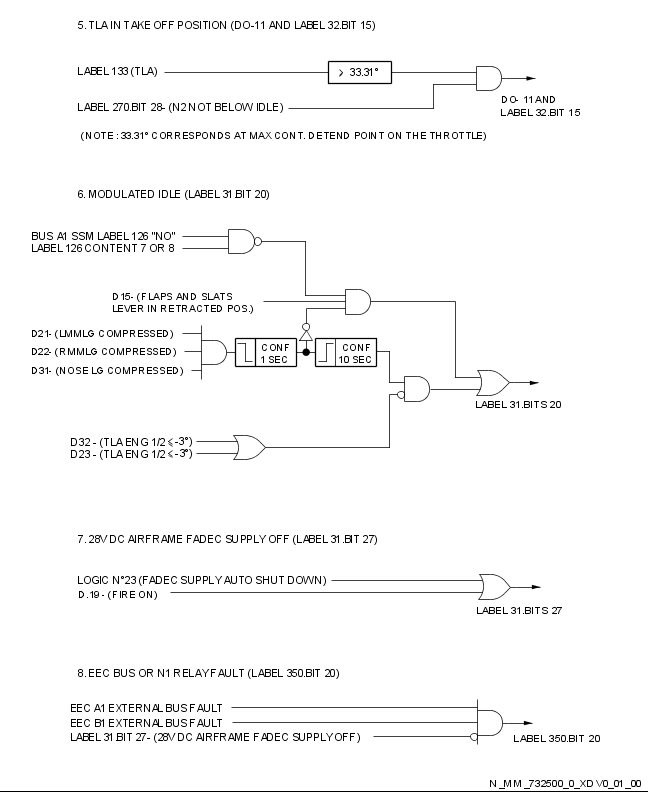 5. TLA IN TAKE OFF POSITION (DO-11 AND LABEL 32.BIT 15)
LABEL 133 (TLA)
> 33.31°
LABEL 270.BIT 28- (N2 NOT BELOW IDLE)
DO- 11 AND
LABEL 32.BIT 15
(NOTE : 33.31° CORRESPONDS AT MAX CONT. DETEND POINT ON THE THROTTLE)
6. MODULATED IDLE (LABEL 31.BIT 20)
BUS A1 SSM LABEL 126 "NO"
LABEL 126 CONTENT 7 OR 8
D15- (FLAPS AND SLATS
LEVER IN RETRACTED POS.)
D21- (LMMLG COMPRESSED)
D22- (RMMLG COMPRESSED)
D31- (NOSE LG COMPRESSED)
CONF
1 SEC
CONF
10 SEC
LABEL 31.BITS 20
D32 - (TLA ENG 1/2 ⩽ -3°)
D23 - (TLA ENG 1/2 ⩽ -3°)
7. 28V DC AIRFRAME FADEC SUPPLY OFF (LABEL 31.BIT 27)
LOGIC N°23 (FADEC SUPPLY AUTO SHUT DOWN)
D.19 - (FIRE ON)
LABEL 31.BITS 27
8. EEC BUS OR N1 RELAY FAULT (LABEL 350.BIT 20)
EEC A1 EXTERNAL BUS FAULT
EEC B1 EXTERNAL BUS FAULT
LABEL 31.BIT 27- (28V DC AIRFRAME FADEC SUPPLY OFF)
LABEL 350.BIT 20
N_MM_732500_0_XDV0_01_00